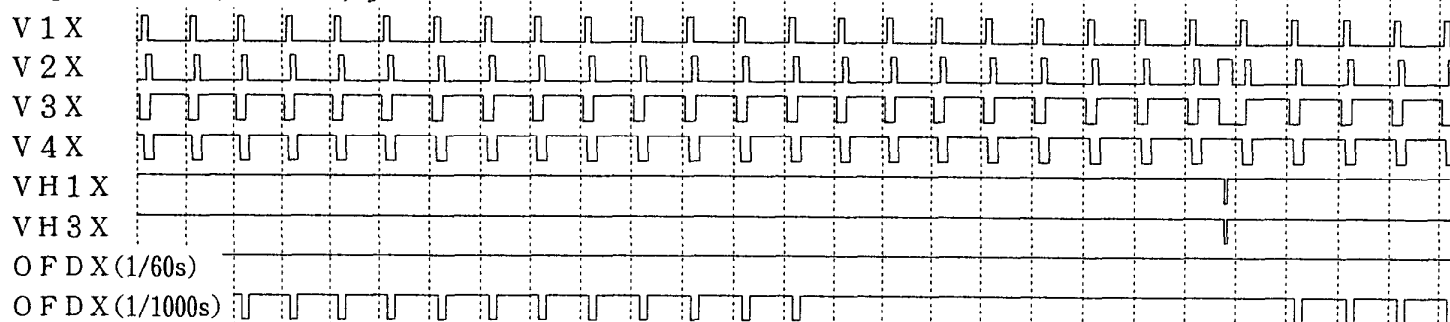 V1X
V2X
V3X
V4X
VH1X
VH3X
OFDX(1/60s)
OFDX(1/1000s)